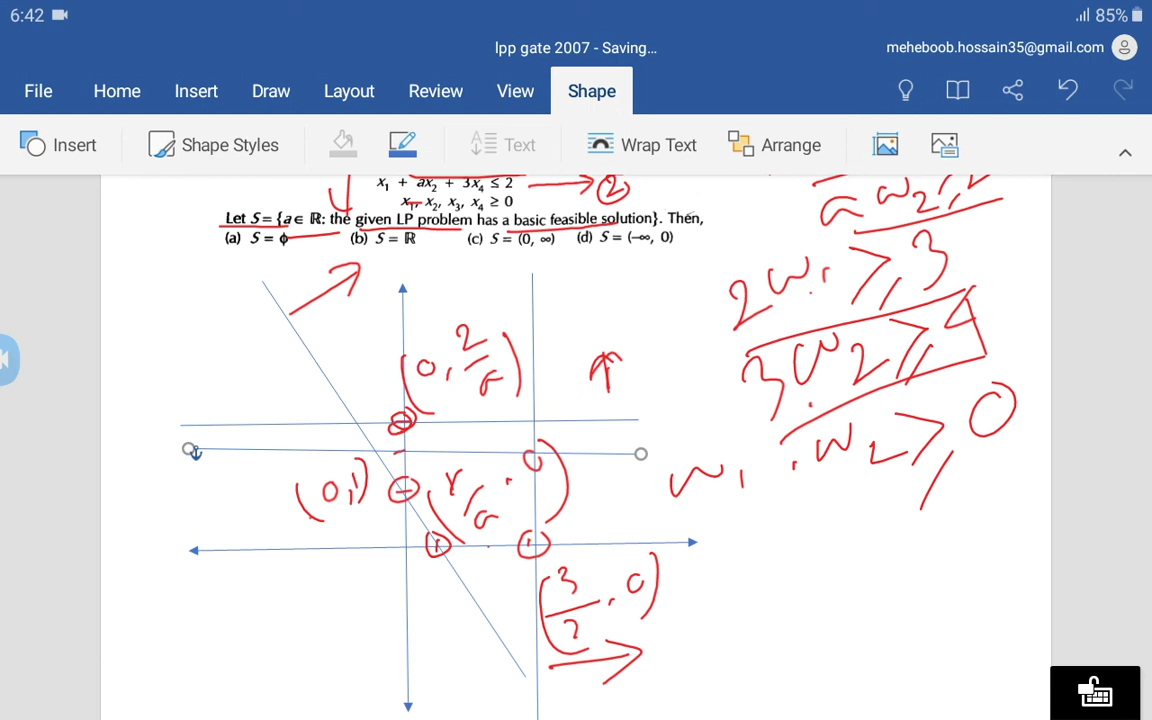 6:42
85%
lpp gate 2007 - Saving...
meheboob.hossain35@gmail.com
File Home Insert Draw Layout Review View Shape
Insert Shape Styles Text Wrap Text Arrange
x₁ + ax₂ + 3x₄ ≤ 2 ②
x₁, x₂, x₃, x₄ ≥ 0
Let S = {a ∈ ℝ: the given LP problem has a basic feasible solution}. Then,
(a) S = ϕ (b) S = ℝ (c) S = (0, ∞) (d) S = (-∞, 0)
2w₁ ≥ 3
3w₂ ≥ 4
w₁, w₂ ≥ 0
(0, 2/a)
(0,1)
(3/2, 0)